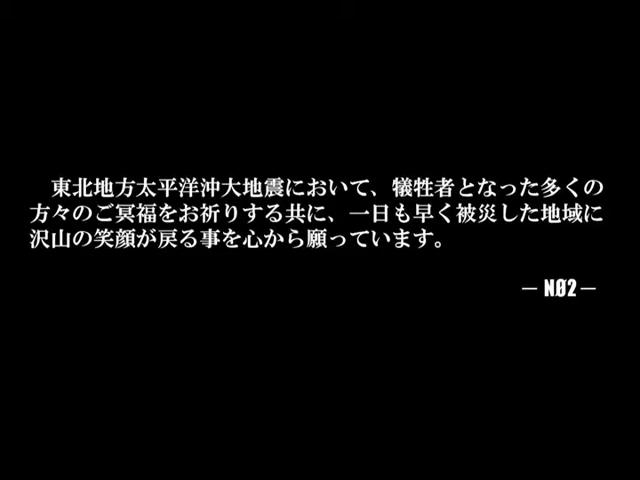 東北地方太平洋沖大地震において、犠牲者となった多くの
方々のご冥福をお祈りする共に、一日も早く被災した地域に
沢山の笑顔が戻る事を心から願っています。
― NØ2 ―